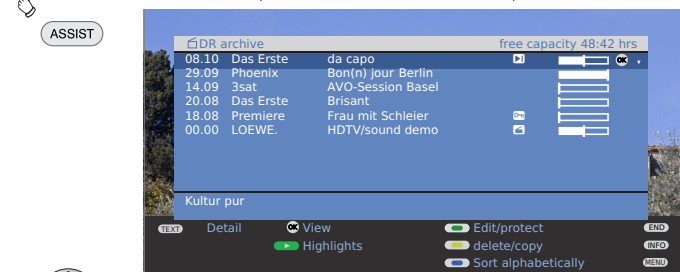 ASSIST
DR archive free capacity 48:42 hrs
08.10 Das Erste da capo OK
29.09 Phoenix Bon(n) jour Berlin
14.09 3sat AVO-Session Basel
20.08 Das Erste Brisant
18.08 Premiere Frau mit Schleier
00.00 LOEWE. HDTV/sound demo
Kultur pur
TEXT Detail OK View Edit/protect END
Highlights delete/copy INFO
Sort alphabetically MENU